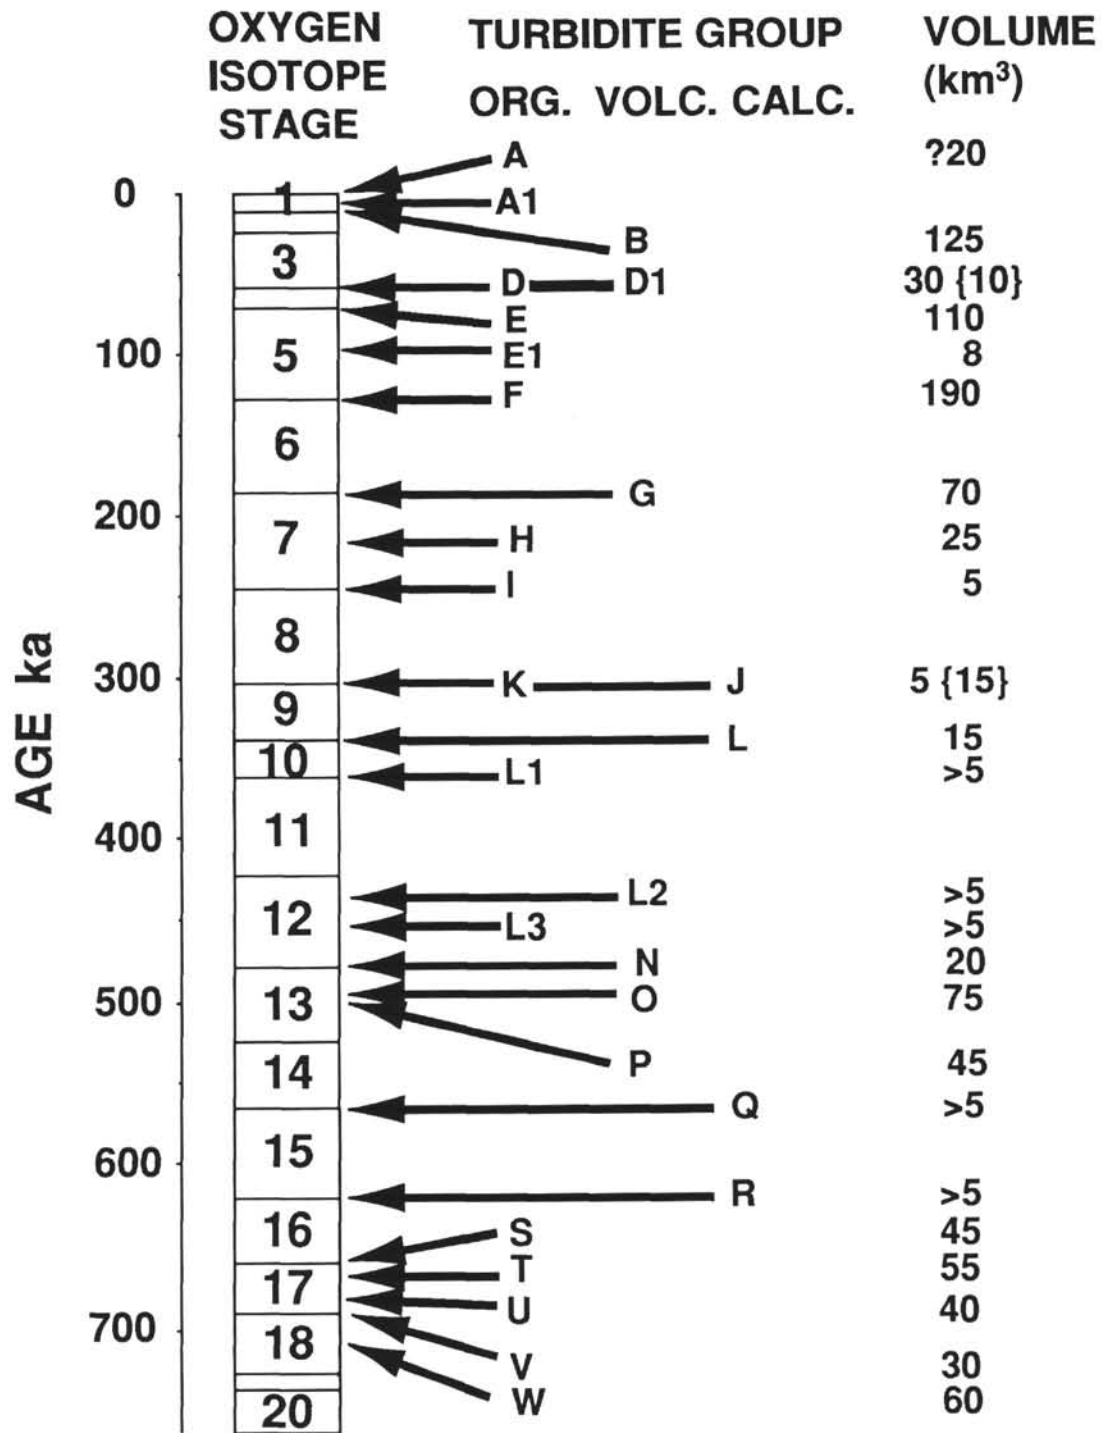 OXYGEN ISOTOPE STAGE
TURBIDITE GROUP
ORG. VOLC. CALC.
VOLUME (km³)
AGE ka
A ?20
0 1
A1
B 125
3
D D1 30 {10}
E 110
100 5 E1 8
F 190
6
G 70
200
7 H 25
I 5
8
300 K J 5 {15}
9
L 15
10 L1 >5
11
400
L2 >5
12 L3 >5
N 20
500 13 O 75
14 P 45
Q >5
15
600
R >5
16 S 45
T 55
17 U 40
700 18
V 30
20 W 60